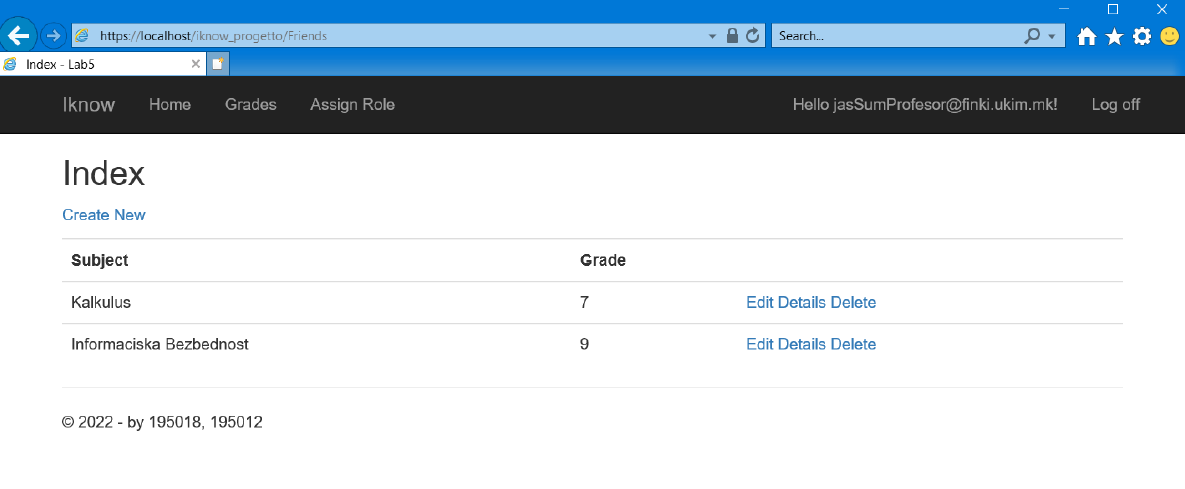 https://localhost/iknow_progetto/Friends
Search...
Index - Lab5
Iknow Home Grades Assign Role Hello jasSumProfesor@finki.ukim.mk! Log off
Index
Create New
Subject Grade
Kalkulus 7 Edit Details Delete
Informaciska Bezbednost 9 Edit Details Delete
© 2022 - by 195018, 195012